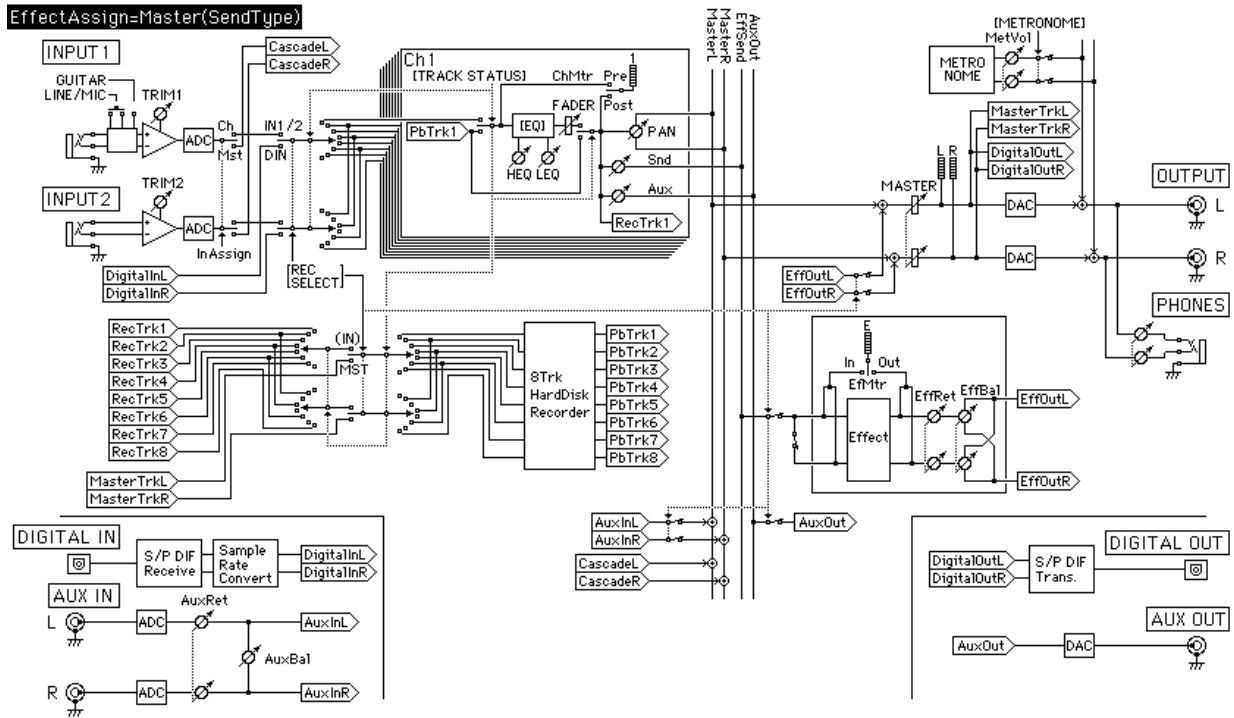 EffectAssign=Master(SendType)
INPUT1
GUITAR
LINE/MIC
TRIM1
ADC
Ch
Mst
CascadeL
CascadeR
IN1/2
DIN
INPUT2
TRIM2
ADC
InAssign
DigitalInL
DigitalInR
[REC
SELECT]
Ch1
[TRACK STATUS]
ChMtr
Pre
1
Post
PbTrk1
[EQ]
FADER
HEQ
LEQ
PAN
Snd
Aux
RecTrk1
MasterL
MasterR
EffSend
AuxOut
[METRONOME]
MetVol
METRO
NOME
MasterTrkL
MasterTrkR
DigitalOutL
DigitalOutR
L R
MASTER
DAC
DAC
OUTPUT
L
R
PHONES
EffOutL
EffOutR
RecTrk1
RecTrk2
RecTrk3
RecTrk4
RecTrk5
RecTrk6
RecTrk7
RecTrk8
MasterTrkL
MasterTrkR
(IN)
MST
8Trk
HardDisk
Recorder
PbTrk1
PbTrk2
PbTrk3
PbTrk4
PbTrk5
PbTrk6
PbTrk7
PbTrk8
E
In
Out
EfMtr
Effect
EffRet
EffBal
EffOutL
EffOutR
AuxInL
AuxInR
AuxOut
CascadeL
CascadeR
DIGITAL IN
S/P DIF
Receive
Sample
Rate
Convert
DigitalInL
DigitalInR
AUX IN
L
ADC
AuxRet
AuxInL
AuxBal
R
ADC
AuxInR
DIGITAL OUT
DigitalOutL
DigitalOutR
S/P DIF
Trans.
AUX OUT
AuxOut
DAC